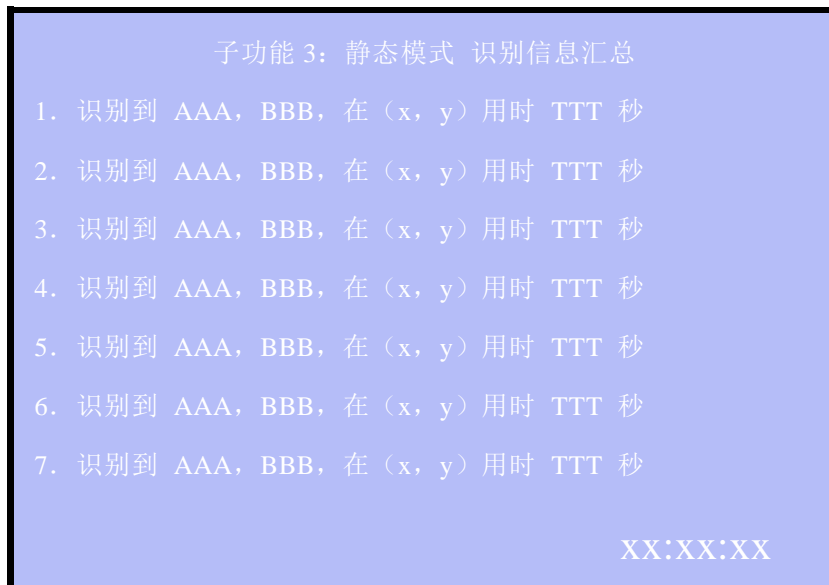 子功能 3：静态模式 识别信息汇总
1. 识别到 AAA，BBB，在（x，y）用时 TTT 秒
2. 识别到 AAA，BBB，在（x，y）用时 TTT 秒
3. 识别到 AAA，BBB，在（x，y）用时 TTT 秒
4. 识别到 AAA，BBB，在（x，y）用时 TTT 秒
5. 识别到 AAA，BBB，在（x，y）用时 TTT 秒
6. 识别到 AAA，BBB，在（x，y）用时 TTT 秒
7. 识别到 AAA，BBB，在（x，y）用时 TTT 秒
xx:xx:xx